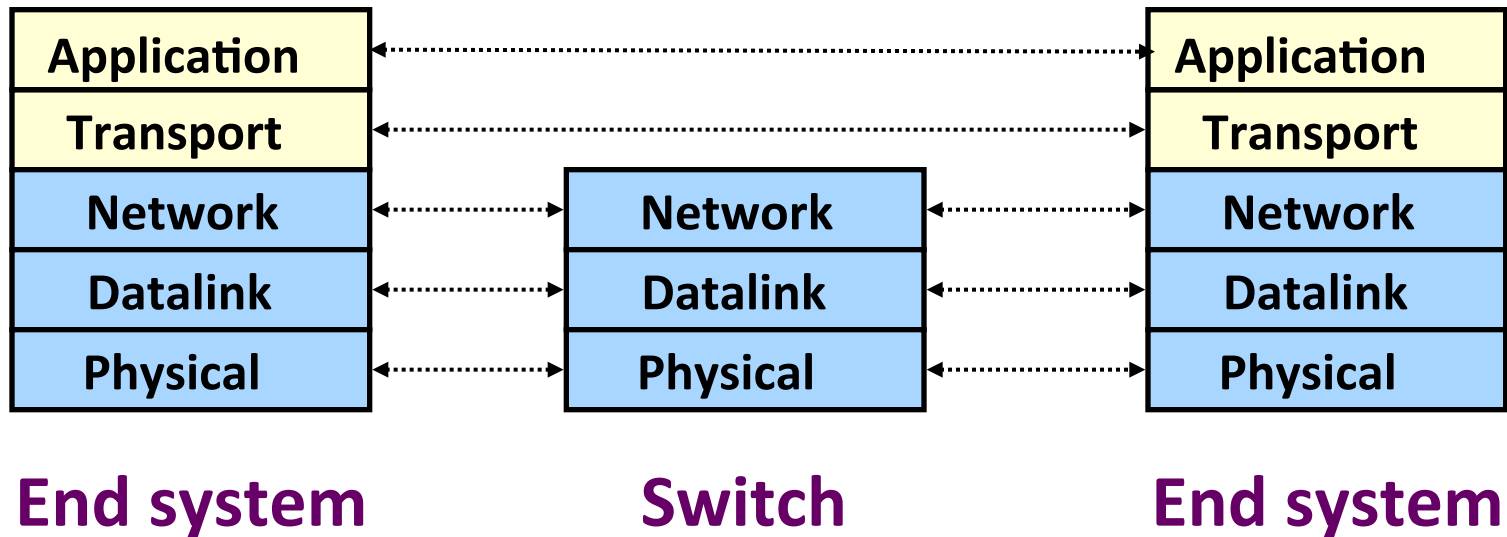 Application
Transport
Network
Datalink
Physical
End system
Network
Datalink
Physical
Switch
Application
Transport
Network
Datalink
Physical
End system